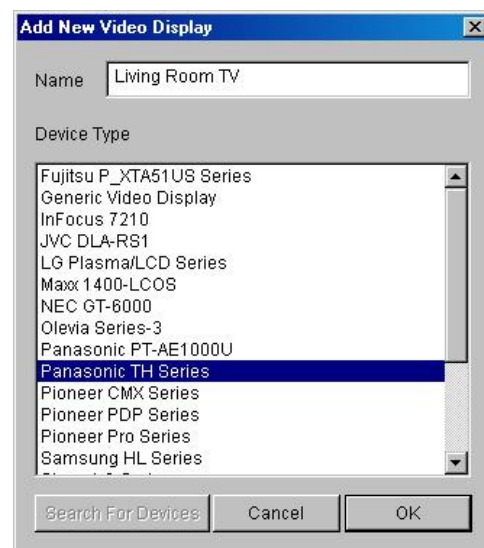 Add New Video Display
Name
Living Room TV
Device Type
Fujitsu P_XTA51US Series
Generic Video Display
InFocus 7210
JVC DLA-RS1
LG Plasma/LCD Series
Maxx 1400-LCOS
NEC GT-6000
Olevia Series-3
Panasonic PT-AE1000U
Panasonic TH Series
Pioneer CMX Series
Pioneer PDP Series
Pioneer Pro Series
Samsung HL Series
Search For Devices
Cancel
OK